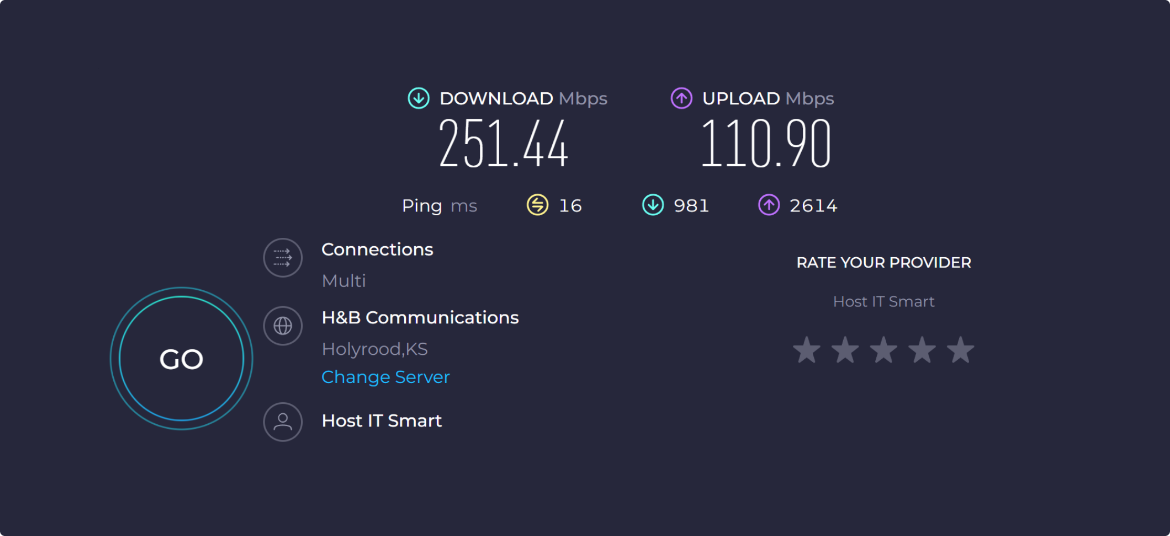 DOWNLOAD Mbps UPLOAD Mbps
251.44 110.90
Ping ms 16 981 2614
Connections
Multi
RATE YOUR PROVIDER
Host IT Smart
H&B Communications
Holyrood,KS
Change Server
GO
Host IT Smart